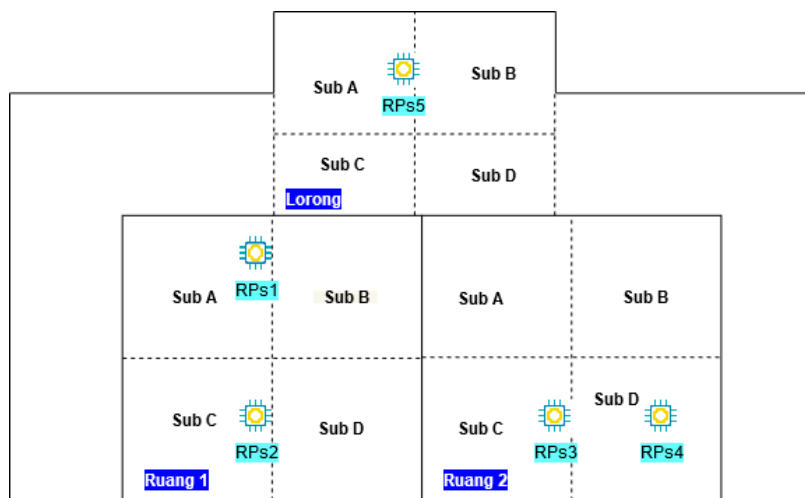 Sub A
Sub B
RPs5
Sub C
Sub D
Lorong
RPs1
Sub A
Sub B
Sub A
Sub B
Sub C
RPs2
Sub D
Ruang 1
Sub C
RPs3
Sub D
RPs4
Ruang 2